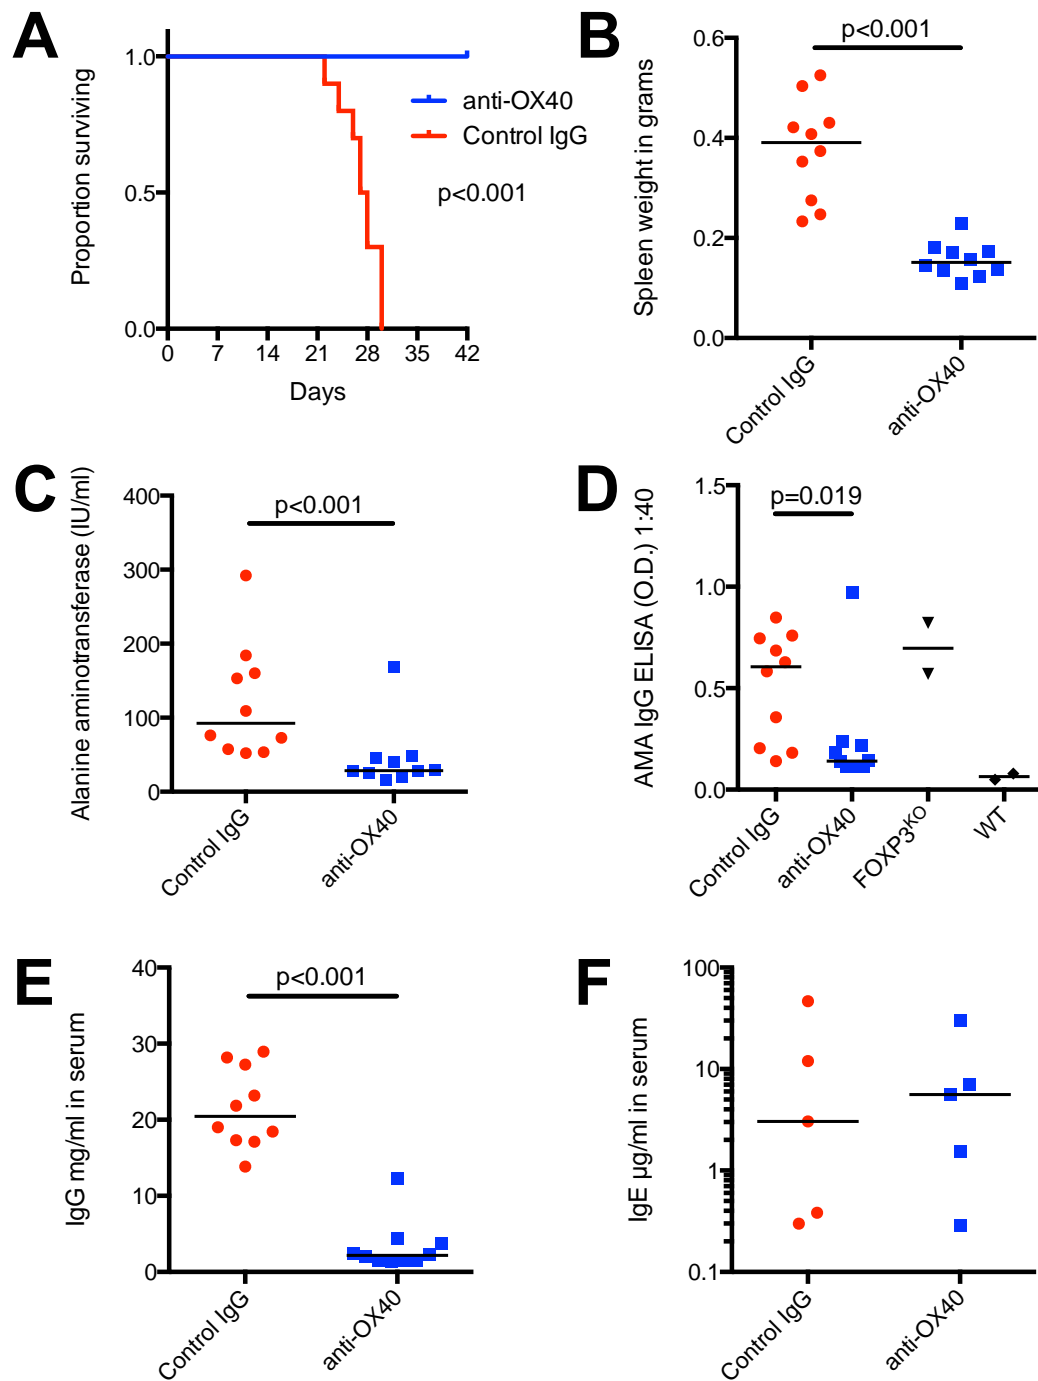 A
Proportion surviving
1.0
0.5
0.0
0 7 14 21 28 35 42
Days
anti-OX40
Control IgG
p<0.001
B
Spleen weight in grams
0.6
0.4
0.2
0.0
p<0.001
Control IgG
anti-OX40
C
Alanine aminotransferase (IU/ml)
400
300
200
100
0
p<0.001
Control IgG
anti-OX40
D
AMA IgG ELISA (O.D.) 1:40
1.5
1.0
0.5
0.0
p=0.019
Control IgG
anti-OX40
FOXP3ᴷᴼ
WT
E
IgG mg/ml in serum
40
30
20
10
0
p<0.001
Control IgG
anti-OX40
F
IgE µg/ml in serum
100
10
1
0.1
Control IgG
anti-OX40